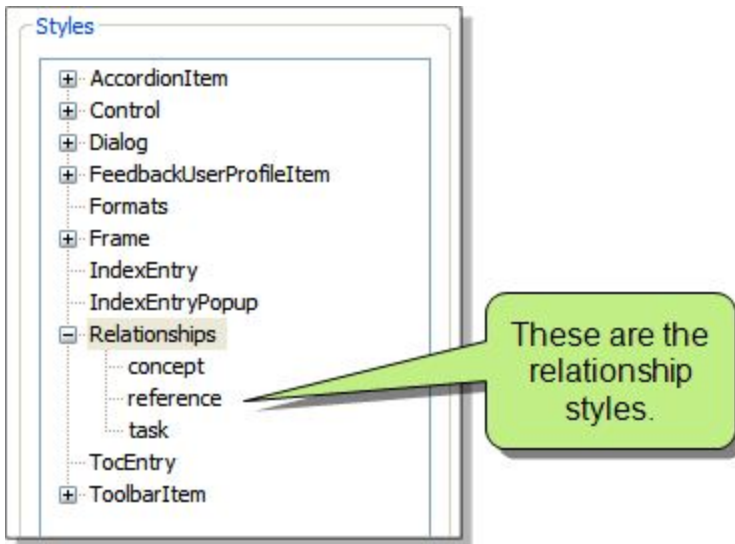 Styles
AccordionItem
Control
Dialog
FeedbackUserProfileItem
Formats
Frame
IndexEntry
IndexEntryPopup
Relationships
concept
reference
task
TocEntry
ToolbarItem
These are the
relationship
styles.